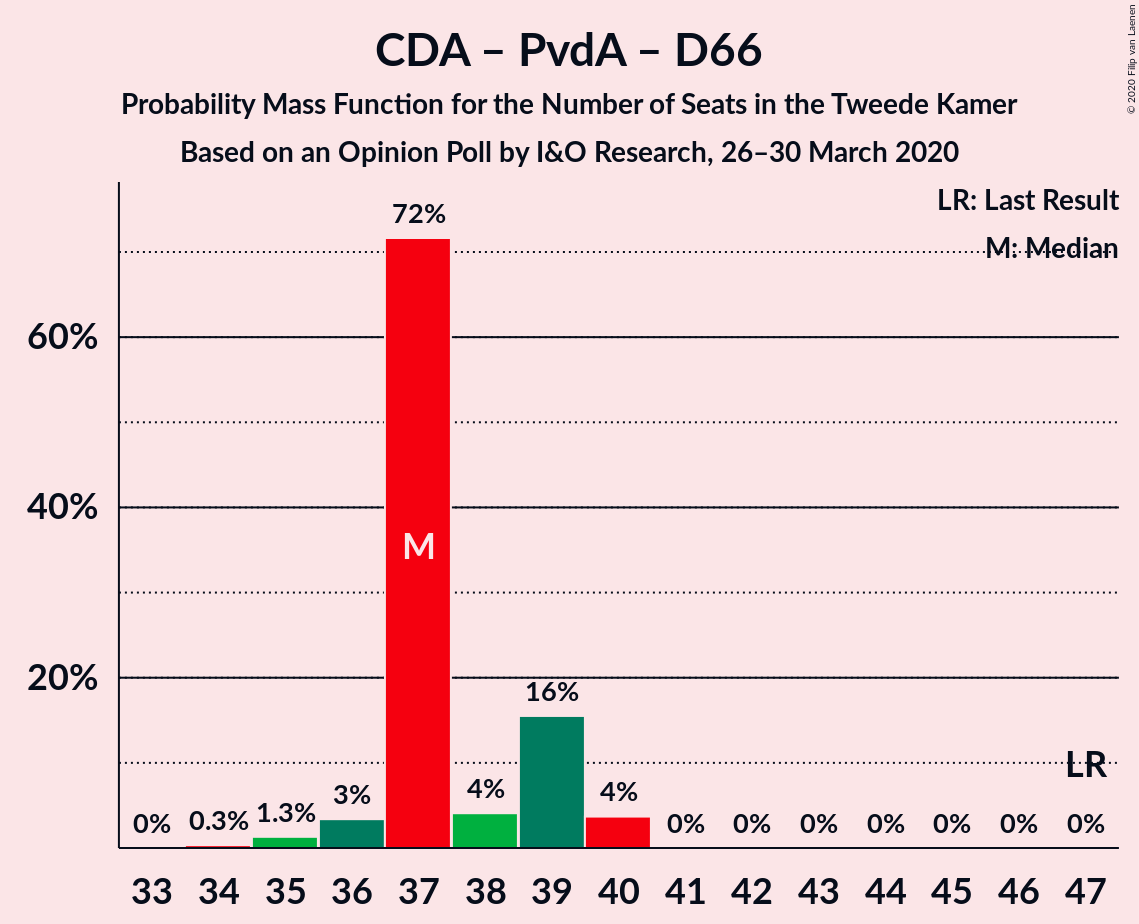 CDA – PvdA – D66
Probability Mass Function for the Number of Seats in the Tweede Kamer
Based on an Opinion Poll by I&O Research, 26–30 March 2020
© 2020 Filip van Laenen
LR: Last Result
M: Median
72%
60%
40%
M
20%
16%
LR
0%
0.3%
1.3%
3%
4%
4%
0%
0%
0%
0%
0%
0%
0%
33 34 35 36 37 38 39 40 41 42 43 44 45 46 47